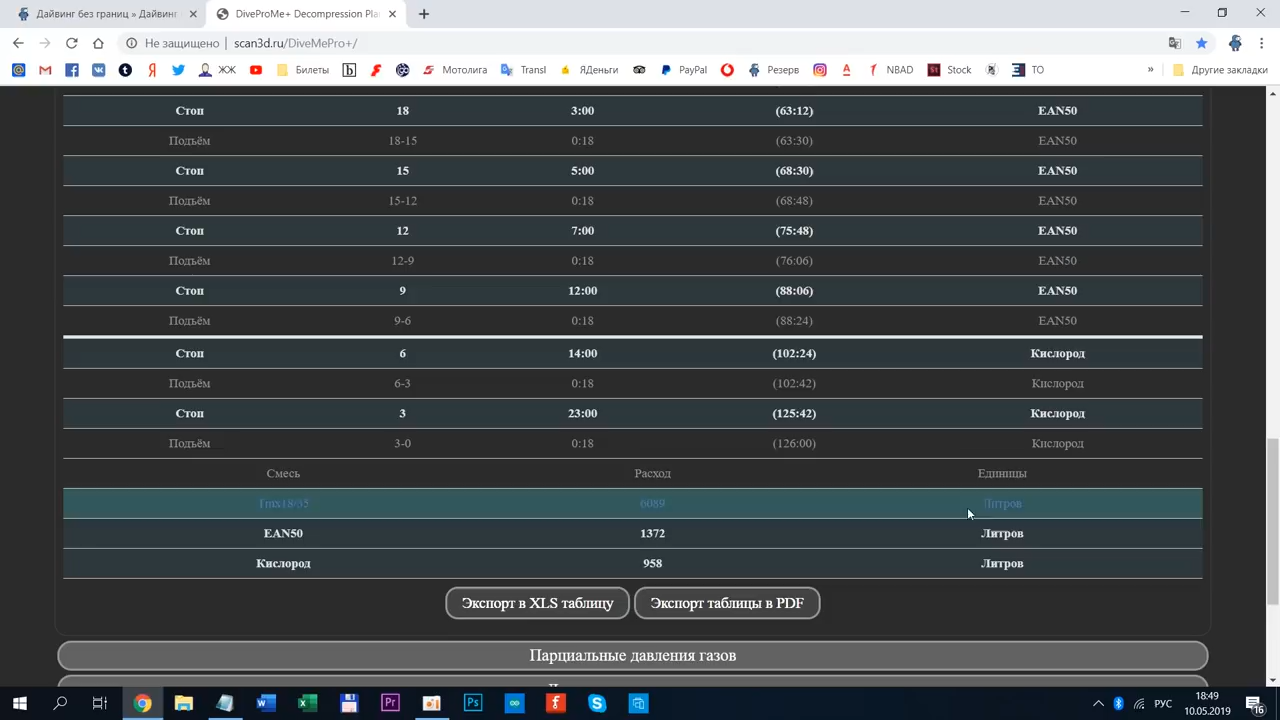 Дайвинг без границ » Дайвинг
DiveProMe+ Decompression Pla
Не защищено scan3d.ru/DiveMePro+/
ЖЖ Билеты Мотолига Transl ЯДеньги PayPal Резерв NBAD Stock ТО » Другие закладки
Стоп 18 3:00 (63:12) EAN50
Подъём 18-15 0:18 (63:30) EAN50
Стоп 15 5:00 (68:30) EAN50
Подъём 15-12 0:18 (68:48) EAN50
Стоп 12 7:00 (75:48) EAN50
Подъём 12-9 0:18 (76:06) EAN50
Стоп 9 12:00 (88:06) EAN50
Подъём 9-6 0:18 (88:24) EAN50
Стоп 6 14:00 (102:24) Кислород
Подъём 6-3 0:18 (102:42) Кислород
Стоп 3 23:00 (125:42) Кислород
Подъём 3-0 0:18 (126:00) Кислород
Смесь Расход Единицы
Tmx18/35 6089 Литров
EAN50 1372 Литров
Кислород 958 Литров
Экспорт в XLS таблицу Экспорт таблицы в PDF
Парциальные давления газов
РУС 18:49
10.05.2019 16